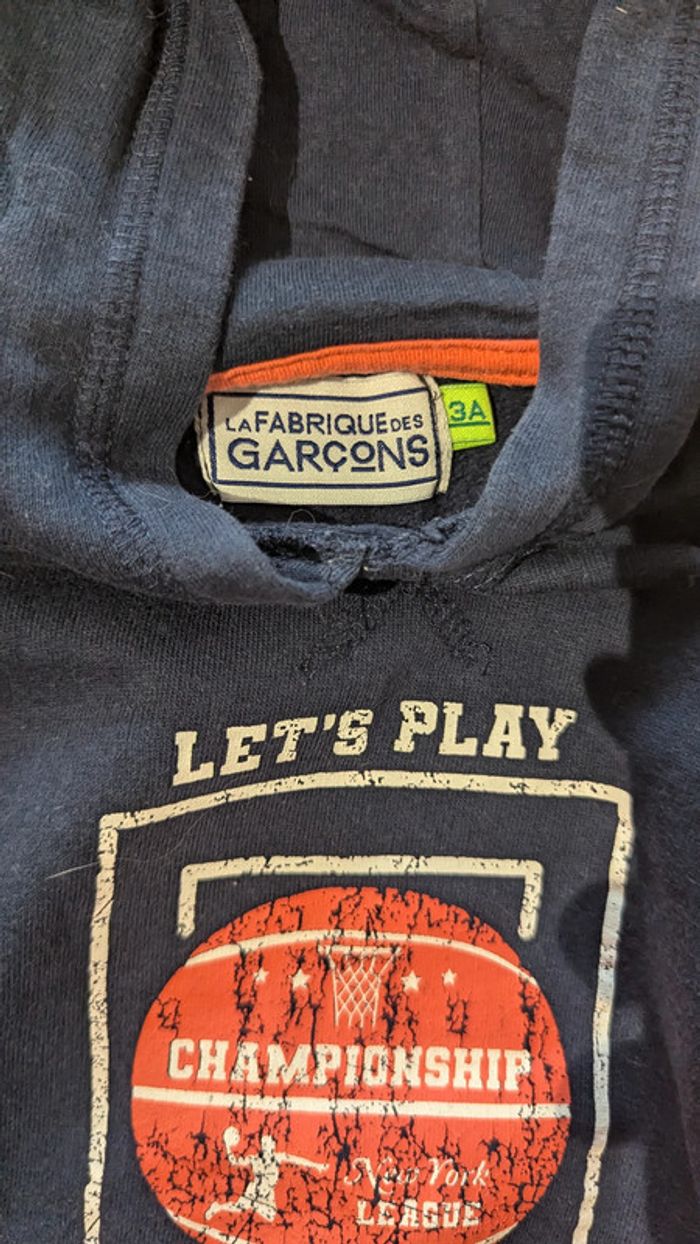 LA FABRIQUE DES
GARÇONS
3A
LET'S PLAY
CHAMPIONSHIP
New York
LEAGUE